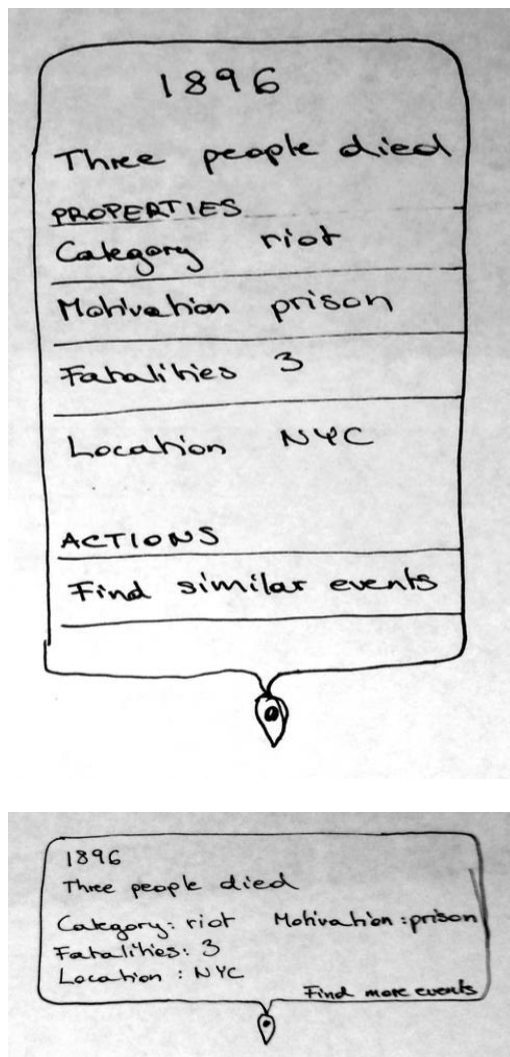 1896
Three people died
PROPERTIES
Category riot
Motivation prison
Fatalities 3
Location NYC
ACTIONS
Find similar events
1896
Three people died
Category: riot Motivation: prison
Fatalities: 3
Location : NYC
Find more events